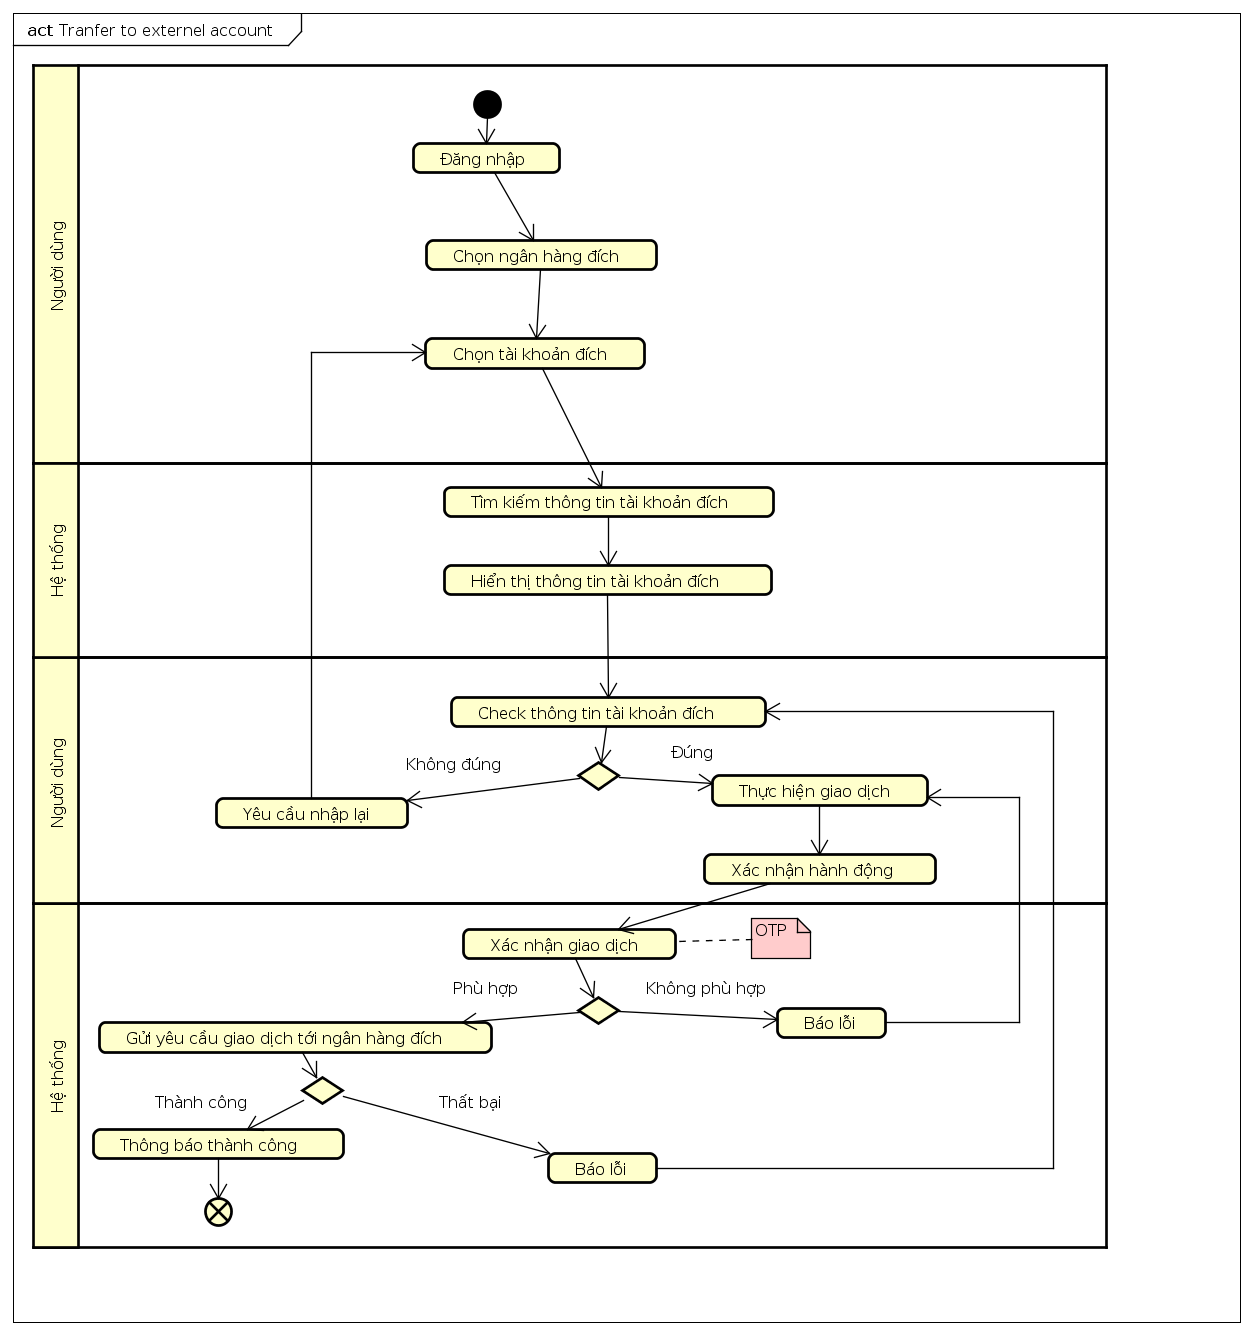 act Tranfer to externel account
Người dùng
Đăng nhập
Chọn ngân hàng đích
Chọn tài khoản đích
Hệ thống
Tìm kiếm thông tin tài khoản đích
Hiển thị thông tin tài khoản đích
Người dùng
Check thông tin tài khoản đích
Không đúng
Đúng
Yêu cầu nhập lại
Thực hiện giao dịch
Xác nhận hành động
Hệ thống
Xác nhận giao dịch
OTP
Phù hợp
Không phù hợp
Gửi yêu cầu giao dịch tới ngân hàng đích
Báo lỗi
Thành công
Thất bại
Thông báo thành công
Báo lỗi